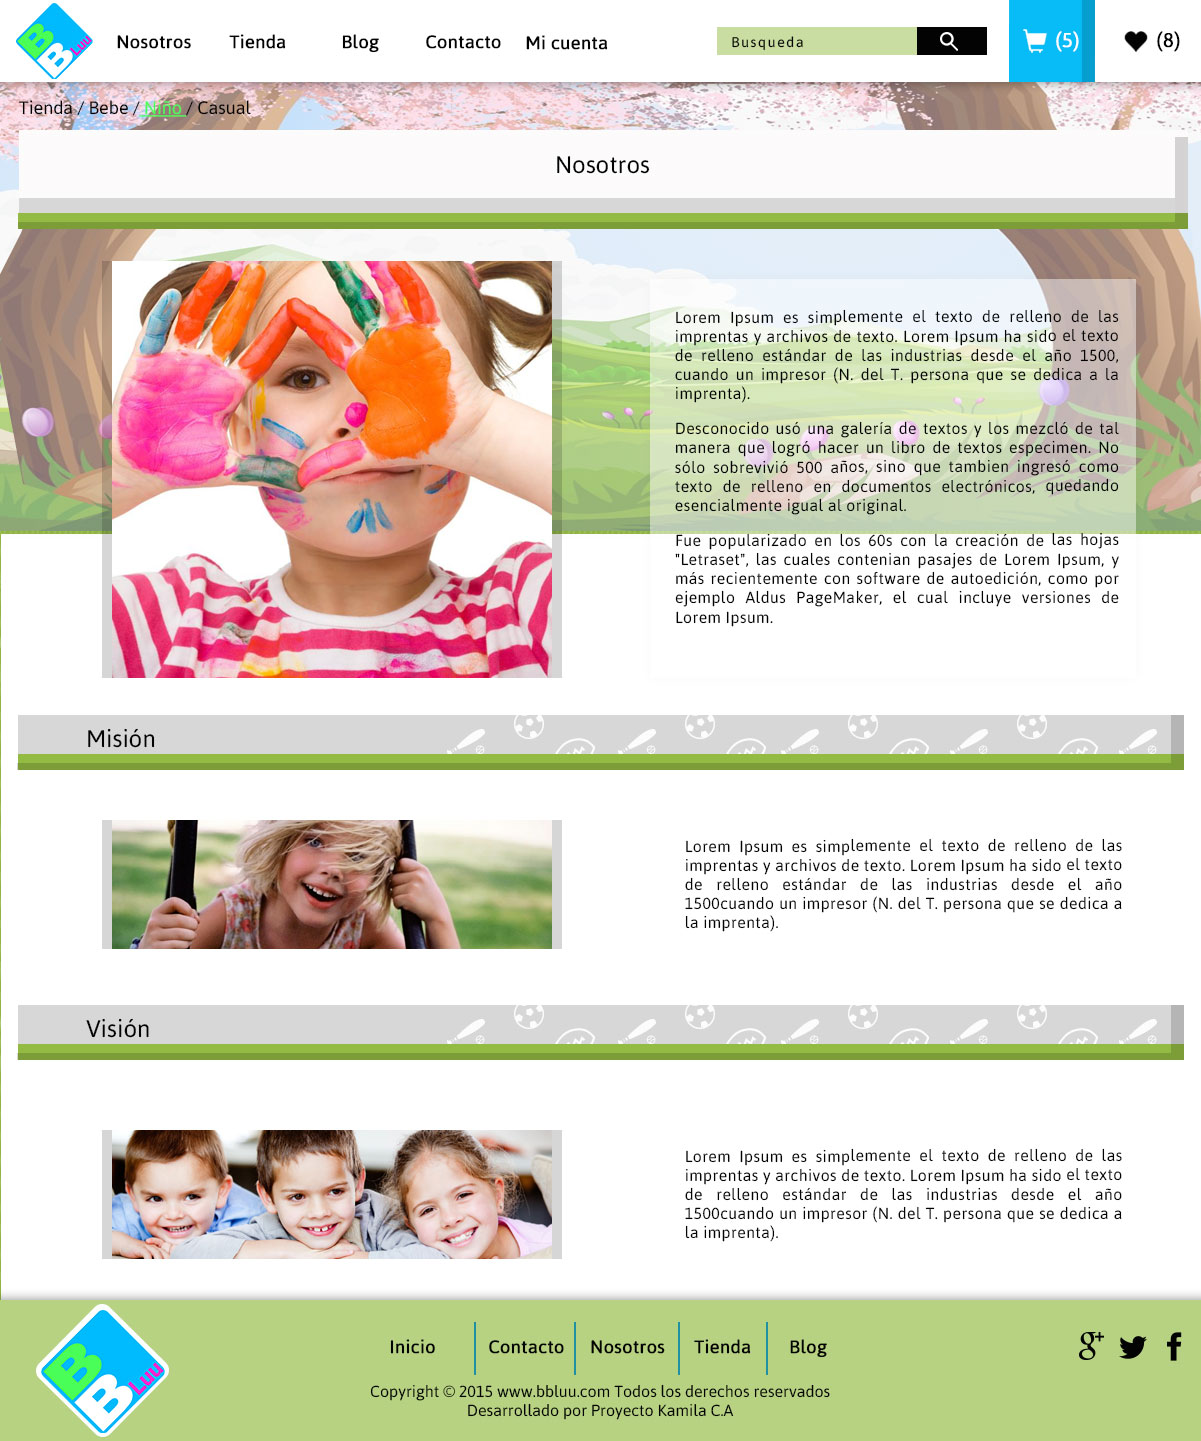 BBLuu
Nosotros Tienda Blog Contacto Mi cuenta Busqueda (5) (8)
Tienda / Bebe / Niño / Casual
Nosotros
Lorem Ipsum es simplemente el texto de relleno de las
imprentas y archivos de texto. Lorem Ipsum ha sido el texto
de relleno estándar de las industrias desde el año 1500,
cuando un impresor (N. del T. persona que se dedica a la
imprenta).
Desconocido usó una galería de textos y los mezcló de tal
manera que logró hacer un libro de textos especimen. No
sólo sobrevivió 500 años, sino que tambien ingresó como
texto de relleno en documentos electrónicos, quedando
esencialmente igual al original.
Fue popularizado en los 60s con la creación de las hojas
"Letraset", las cuales contenian pasajes de Lorem Ipsum, y
más recientemente con software de autoedición, como por
ejemplo Aldus PageMaker, el cual incluye versiones de
Lorem Ipsum.
Misión
Lorem Ipsum es simplemente el texto de relleno de las
imprentas y archivos de texto. Lorem Ipsum ha sido el texto
de relleno estándar de las industrias desde el año
1500cuando un impresor (N. del T. persona que se dedica a
la imprenta).
Visión
Lorem Ipsum es simplemente el texto de relleno de las
imprentas y archivos de texto. Lorem Ipsum ha sido el texto
de relleno estándar de las industrias desde el año
1500cuando un impresor (N. del T. persona que se dedica a
la imprenta).
BBLuu
Inicio Contacto Nosotros Tienda Blog
Copyright © 2015 www.bbluu.com Todos los derechos reservados
Desarrollado por Proyecto Kamila C.A